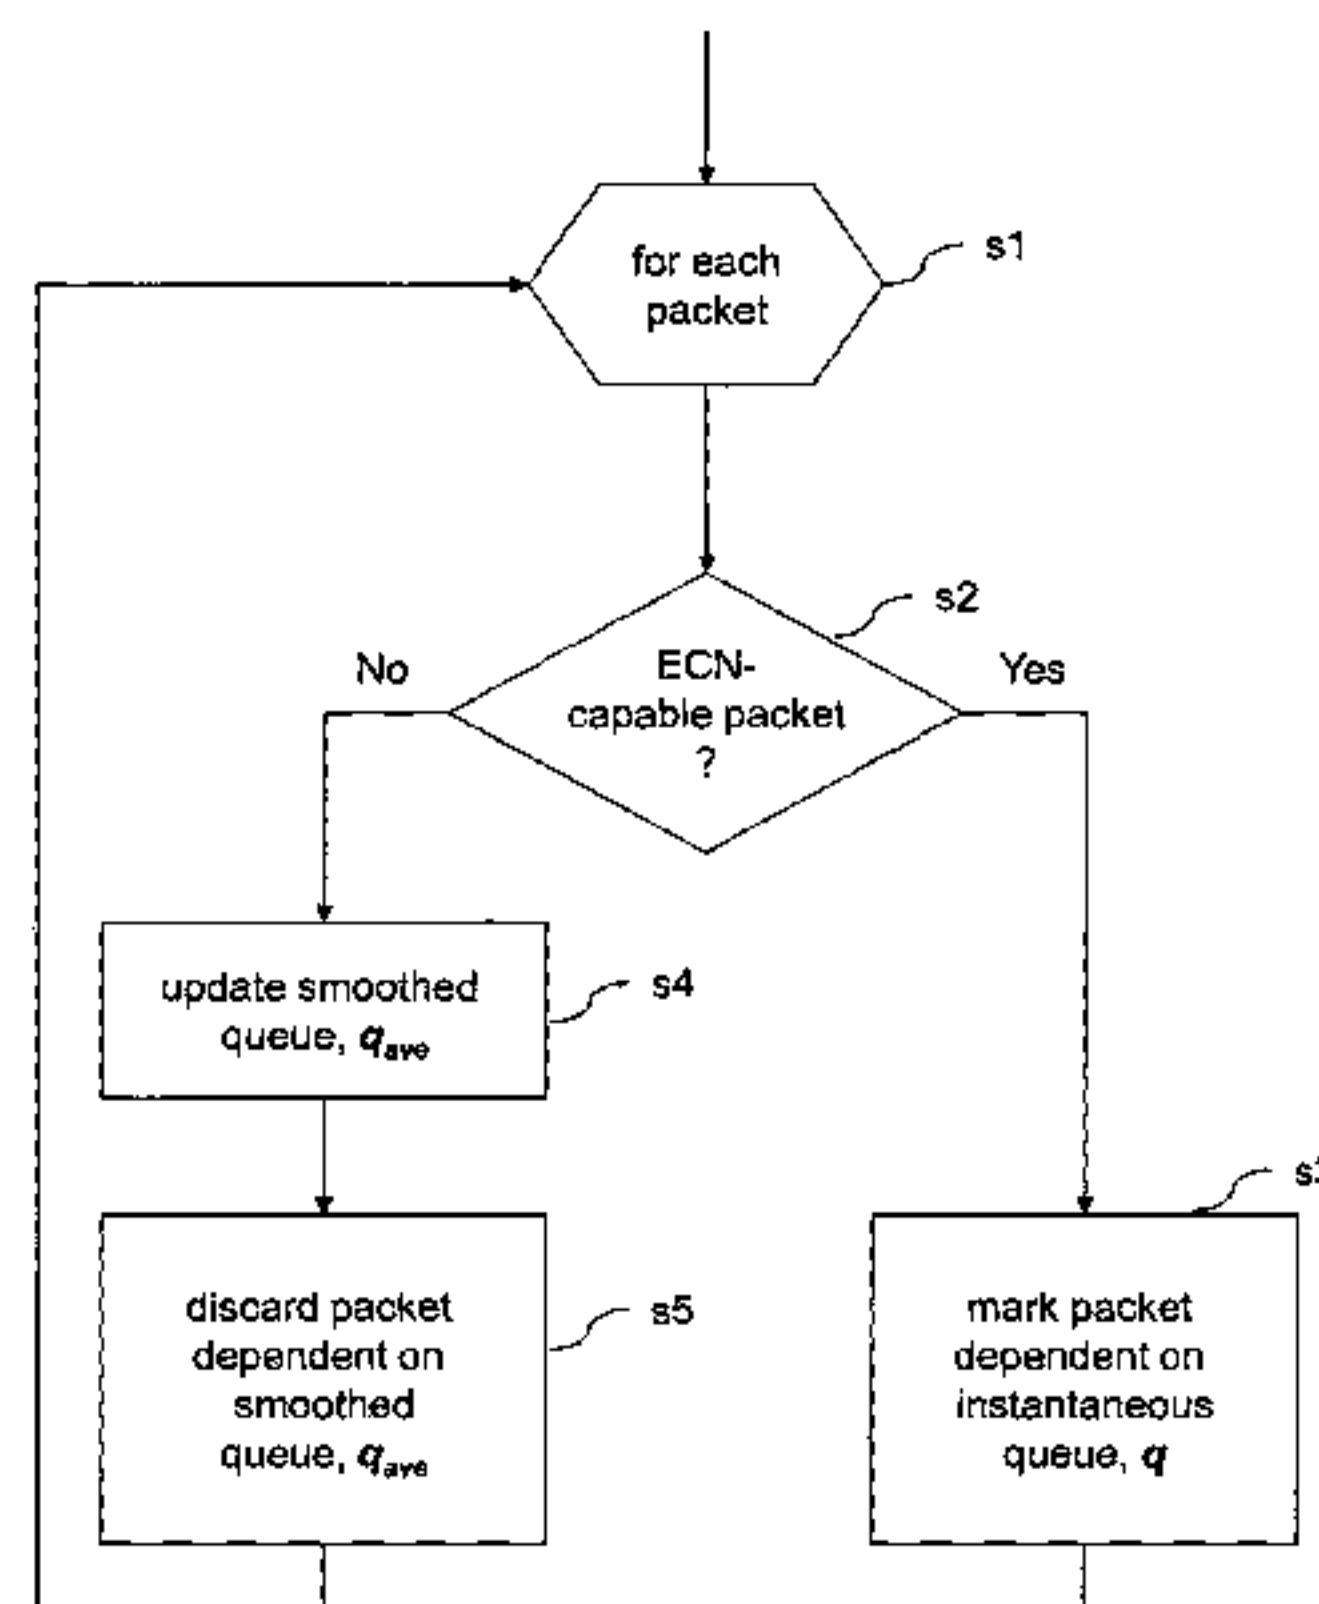 for each
packet
s1
s2
ECN-
capable packet
?
No
Yes
update smoothed
queue, qave
s4
discard packet
dependent on
smoothed
queue, qave
s5
mark packet
dependent on
instantaneous
queue, q